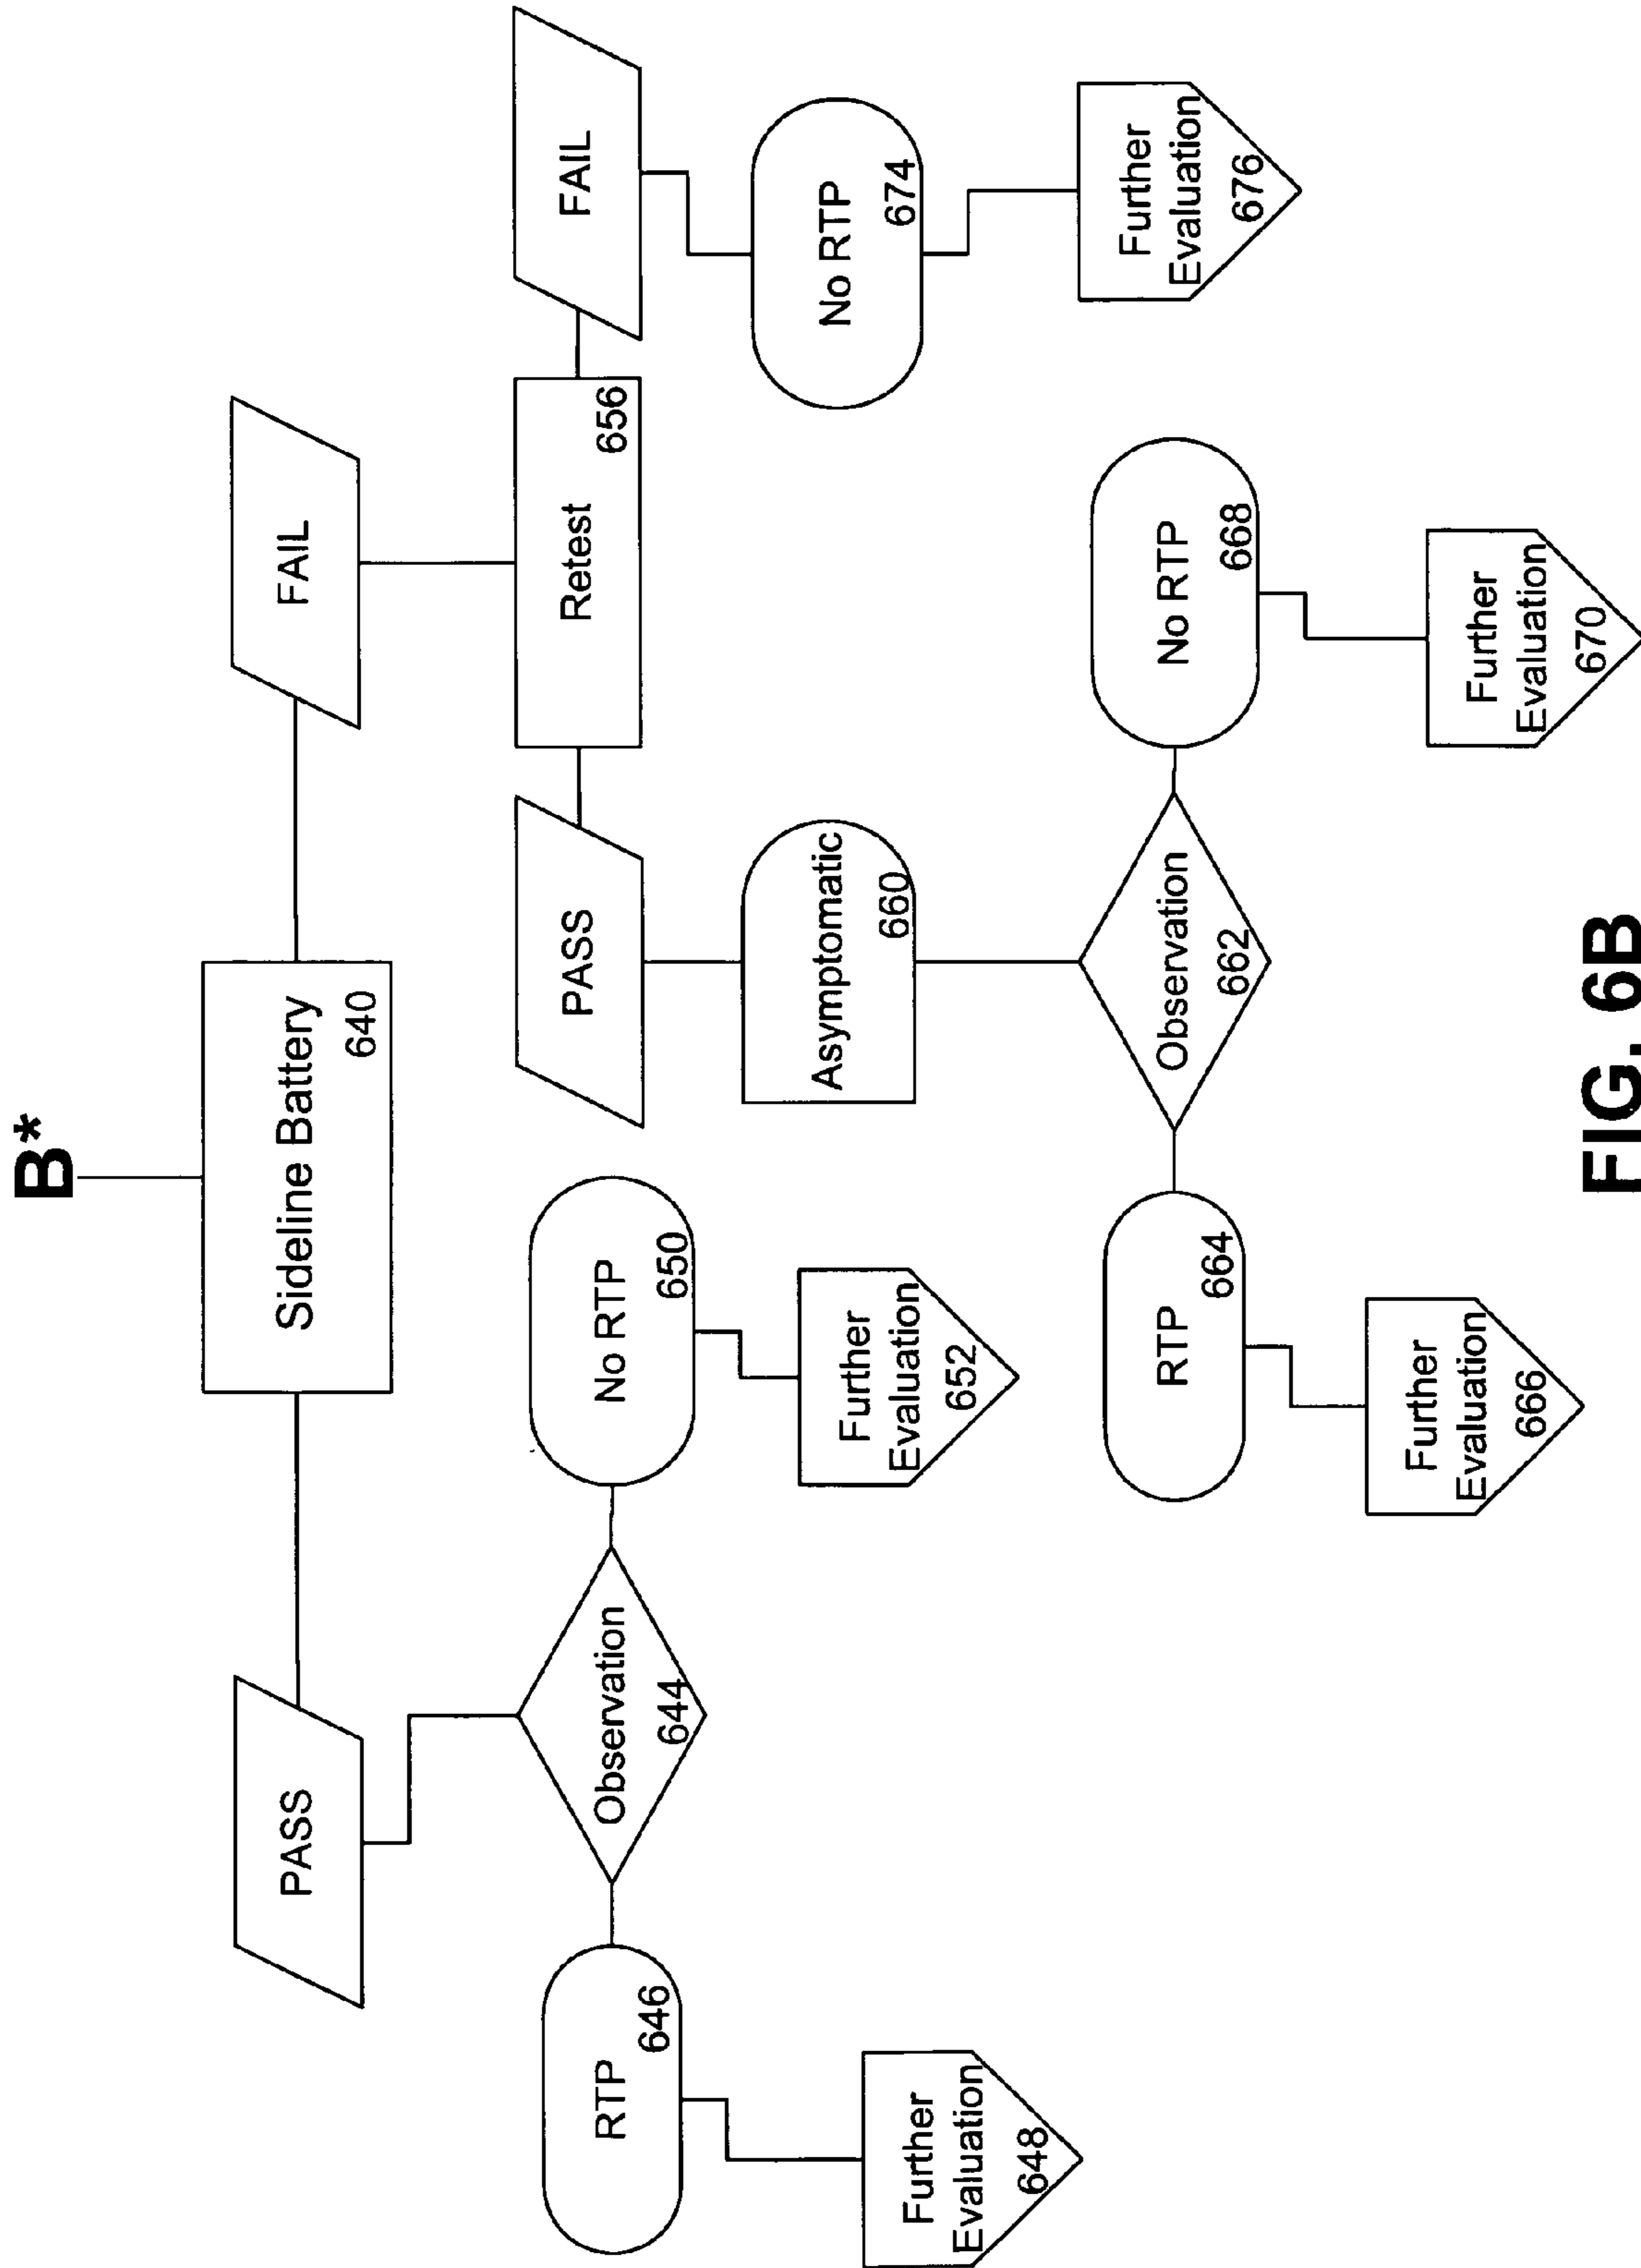 B*
Sideline Battery
640
PASS
FAIL
Observation
644
RTP
646
Further
Evaluation
648
No RTP
650
Further
Evaluation
652
Retest
656
PASS
FAIL
Asymptomatic
660
Observation
662
RTP
664
Further
Evaluation
666
No RTP
668
Further
Evaluation
670
No RTP
674
Further
Evaluation
676
FIG. 6B